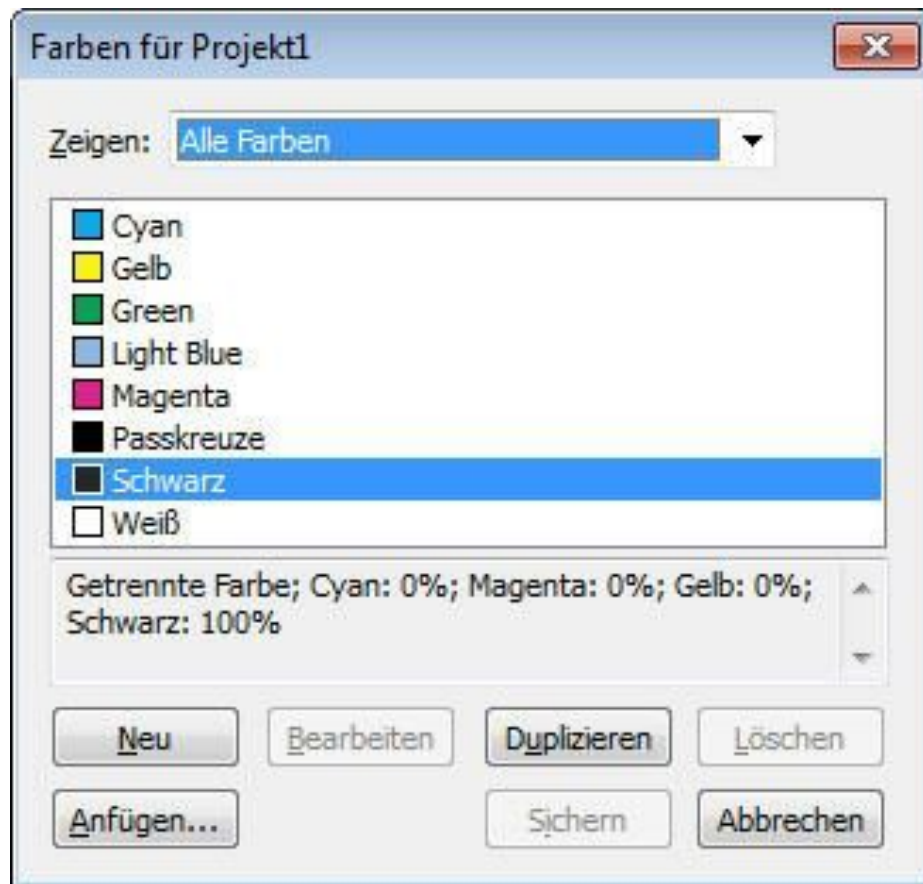 Farben für Projekt1
Zeigen: Alle Farben
Cyan
Gelb
Green
Light Blue
Magenta
Passkreuze
Schwarz
Weiß
Getrennte Farbe; Cyan: 0%; Magenta: 0%; Gelb: 0%;
Schwarz: 100%
Neu Bearbeiten Duplizieren Löschen
Anfügen... Sichern Abbrechen